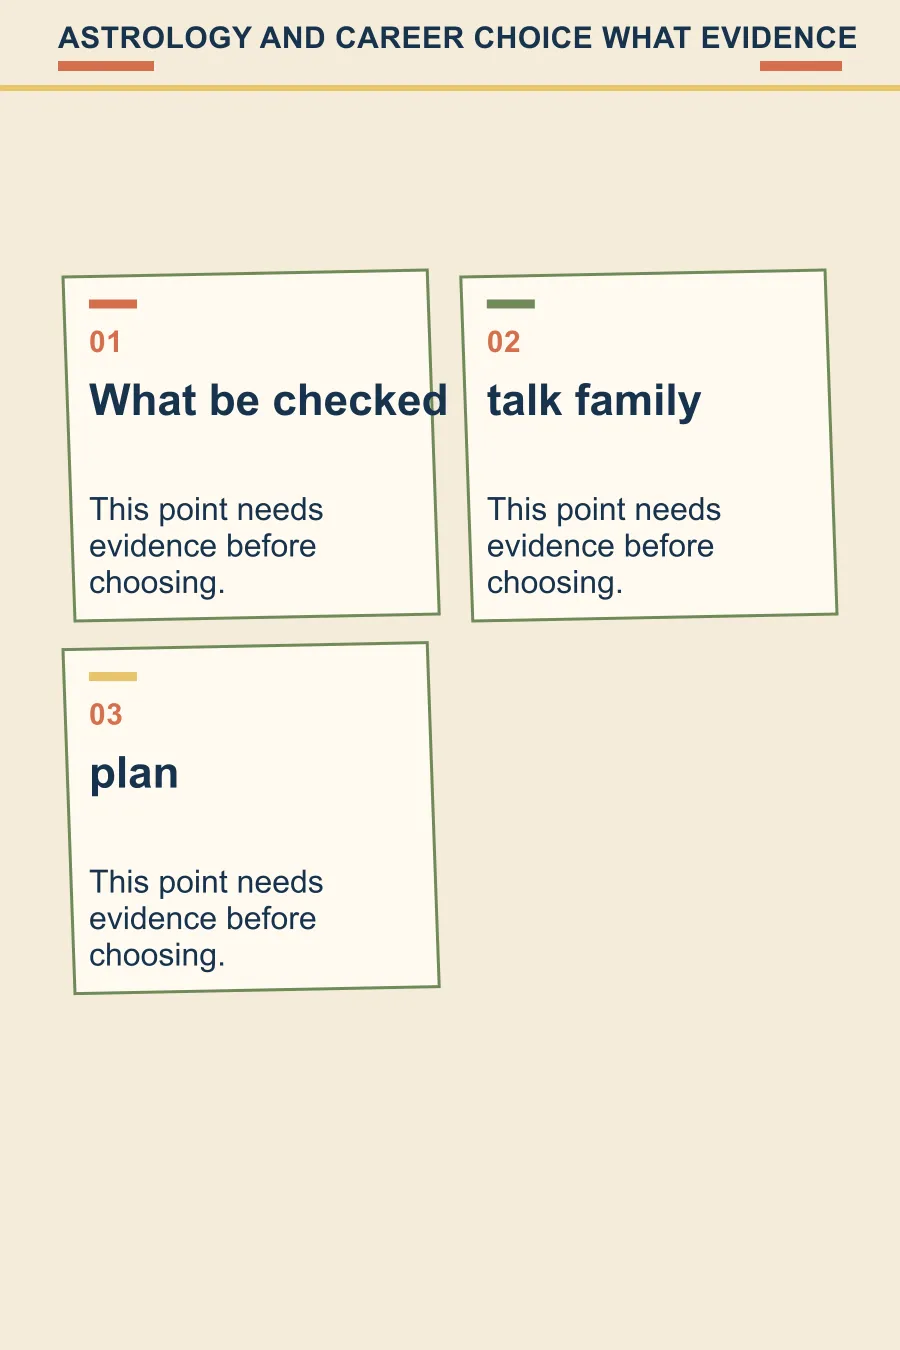 ASTROLOGY AND CAREER CHOICE WHAT EVIDENCE
01
What be checked
This point needs
evidence before
choosing.
02
talk family
This point needs
evidence before
choosing.
03
plan
This point needs
evidence before
choosing.